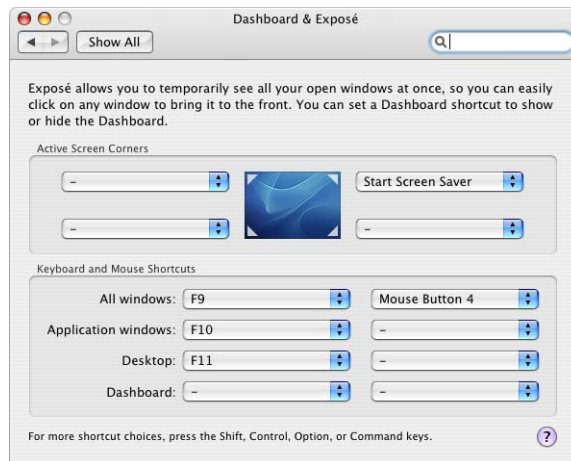 Dashboard & Exposé
Show All
Exposé allows you to temporarily see all your open windows at once, so you can easily
click on any window to bring it to the front. You can set a Dashboard shortcut to show
or hide the Dashboard.
Active Screen Corners
– Start Screen Saver
– –
Keyboard and Mouse Shortcuts
All windows: F9 Mouse Button 4
Application windows: F10 –
Desktop: F11 –
Dashboard: – –
For more shortcut choices, press the Shift, Control, Option, or Command keys. ?